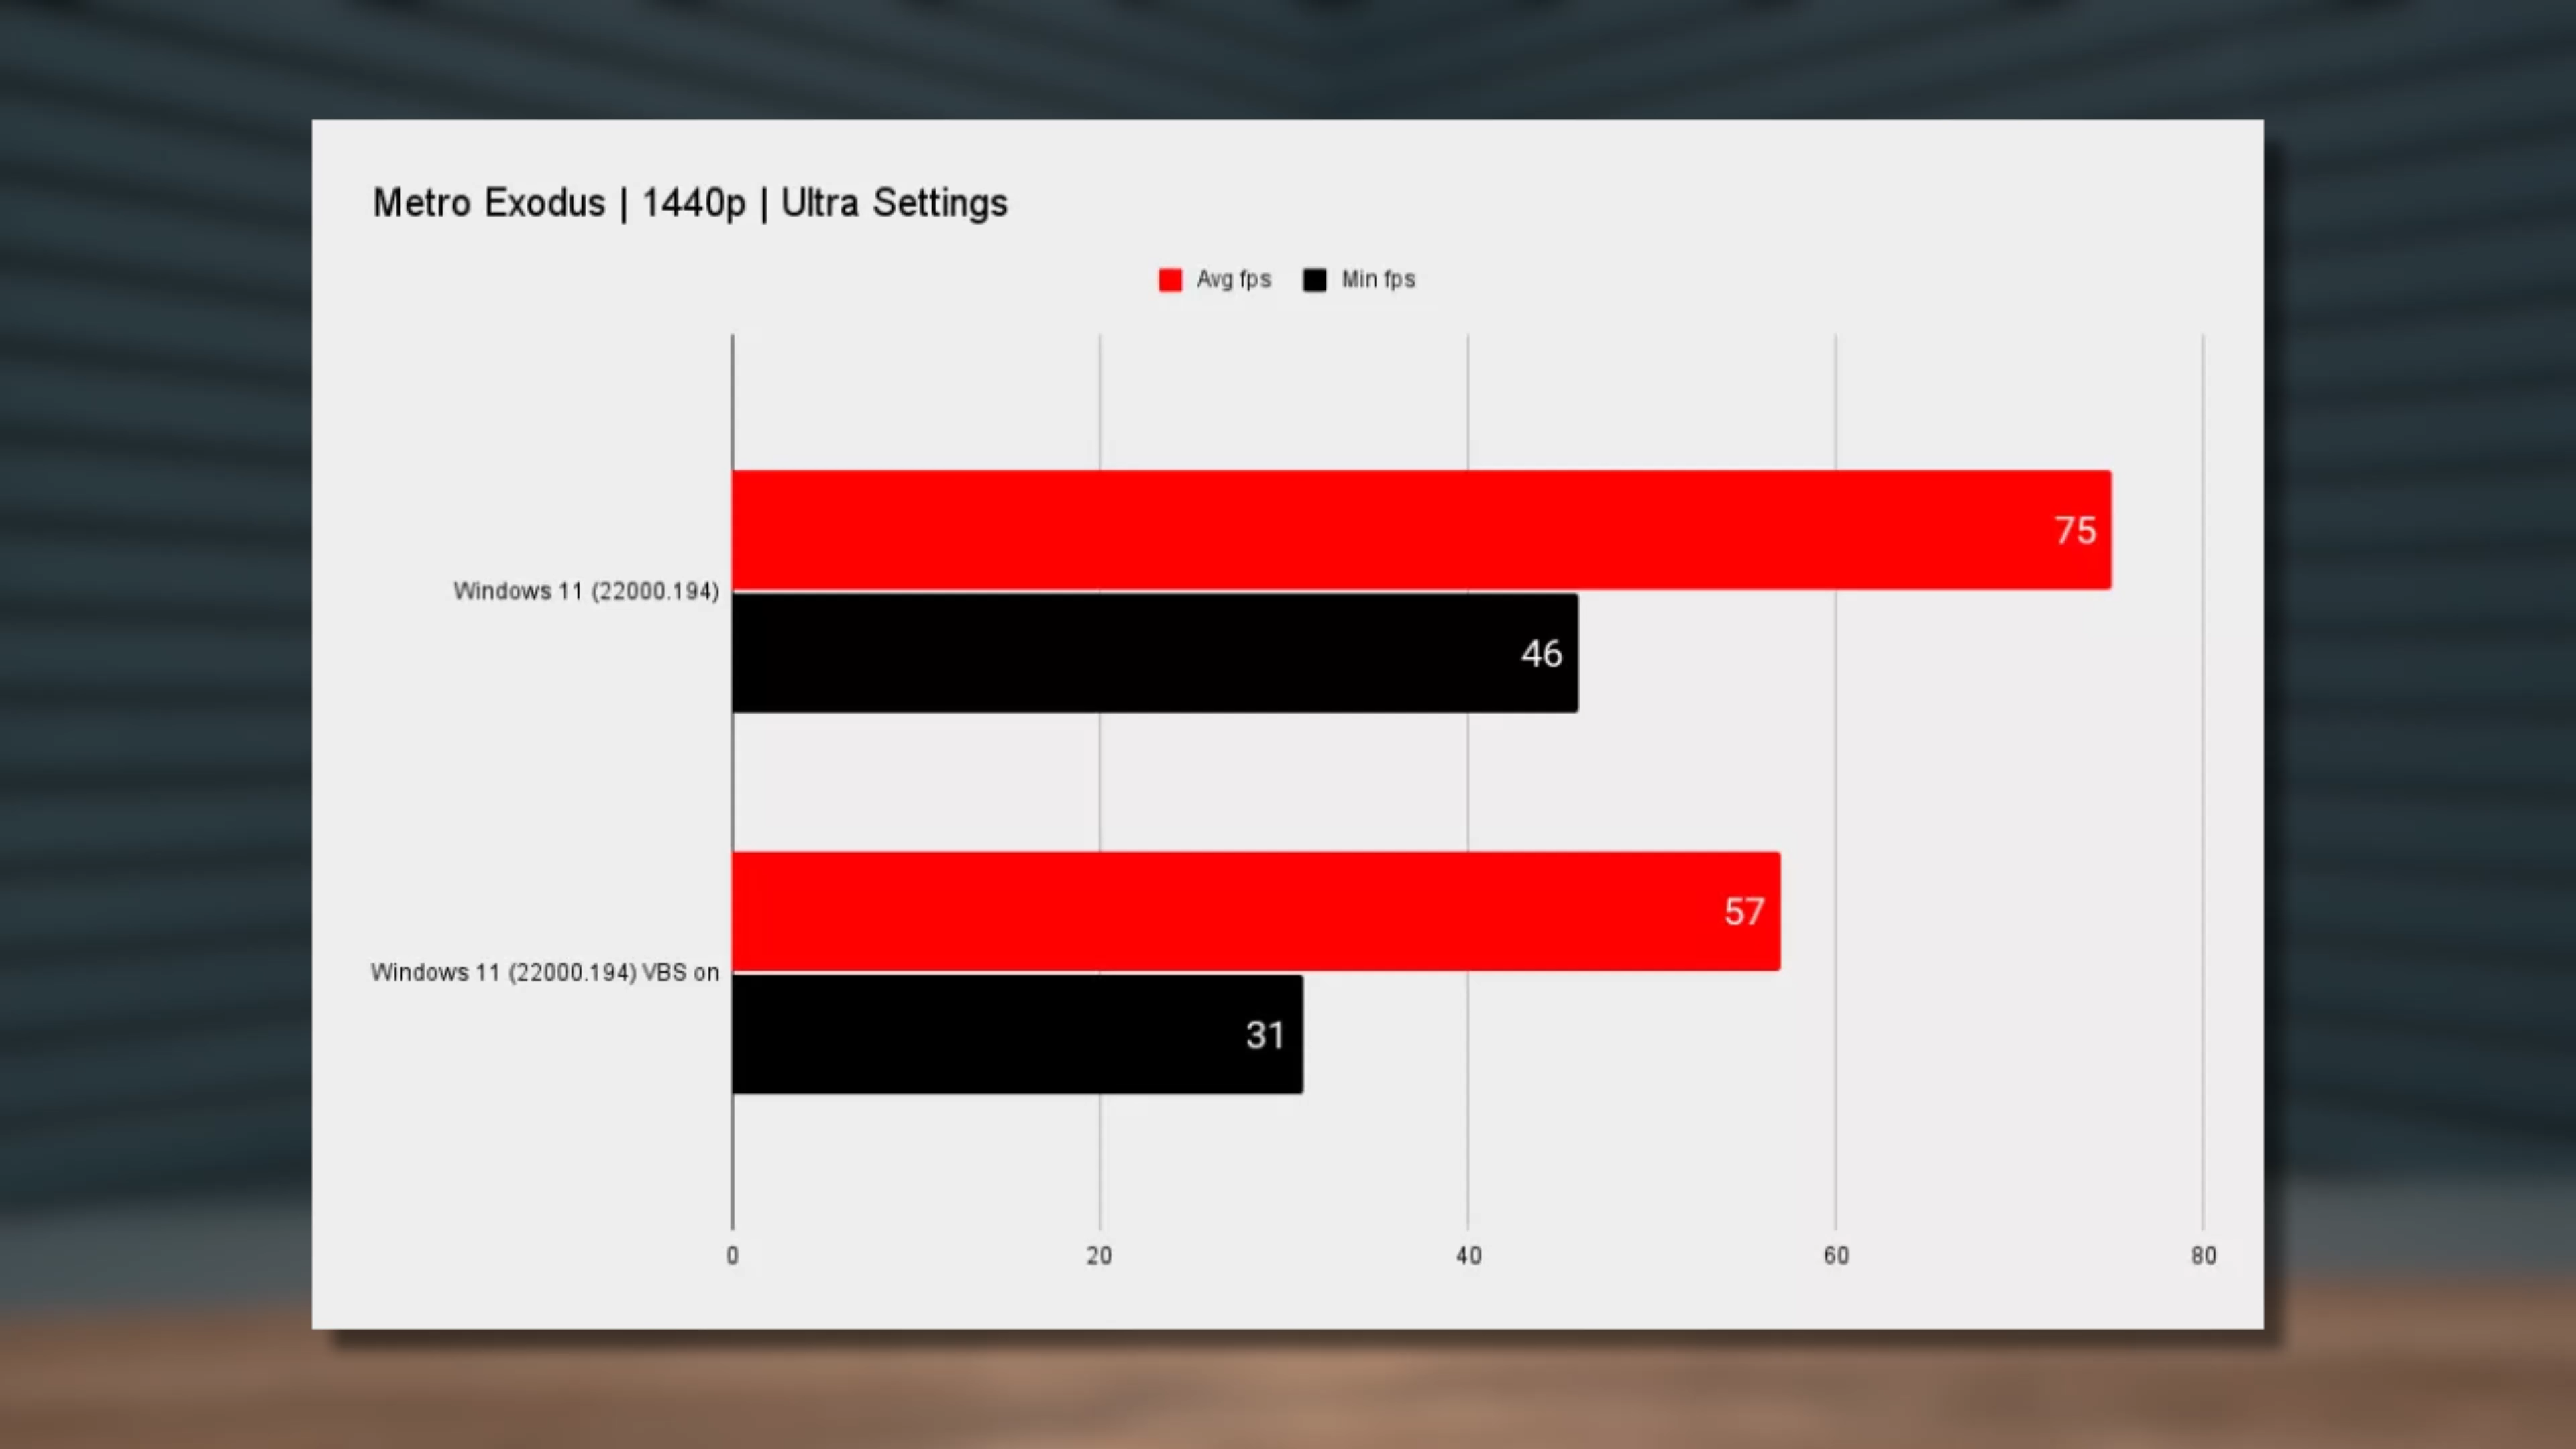 Metro Exodus | 1440p | Ultra Settings
Avg fps Min fps
75
Windows 11 (22000.194)
46
57
Windows 11 (22000.194) VBS on
31
0 20 40 60 80